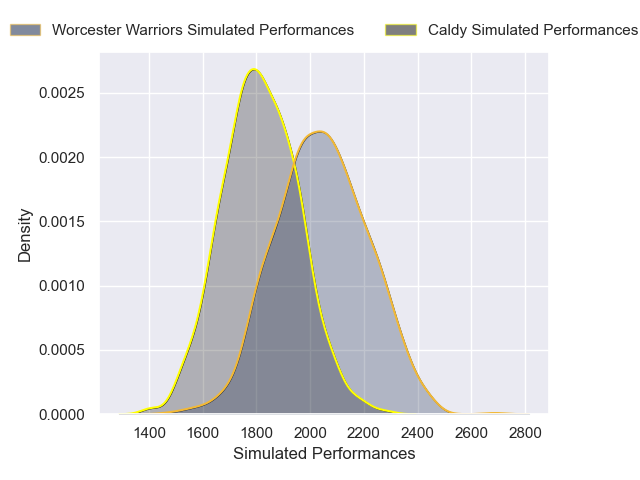 Worcester Warriors Simulated Performances Caldy Simulated Performances
0.0025
0.0020
0.0015
0.0010
0.0005
0.0000
Density
1400 1600 1800 2000 2200 2400 2600 2800
Simulated Performances